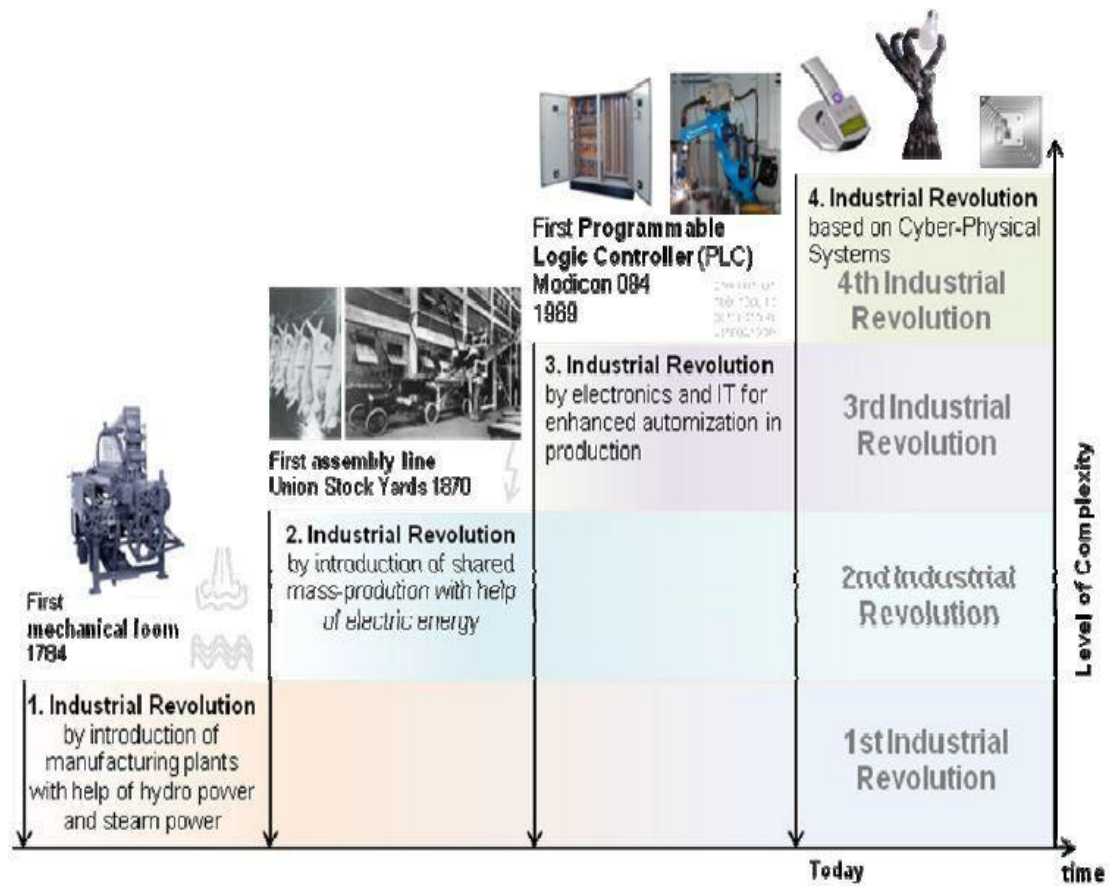 4. Industrial Revolution
based on Cyber-Physical
Systems
4th Industrial
Revolution
First Programmable
Logic Controller (PLC)
Modicon 084
1969
3. Industrial Revolution
by electronics and IT for
enhanced automization in
production
3rd Industrial
Revolution
First assembly line
Union Stock Yards 1870
2. Industrial Revolution
by introduction of shared
mass-prodution with help
of electric energy
2nd Industrial
Revolution
First
mechanical loom
1784
1. Industrial Revolution
by introduction of
manufacturing plants
with help of hydro power
and steam power
1st Industrial
Revolution
Level of Complexity
Today
time